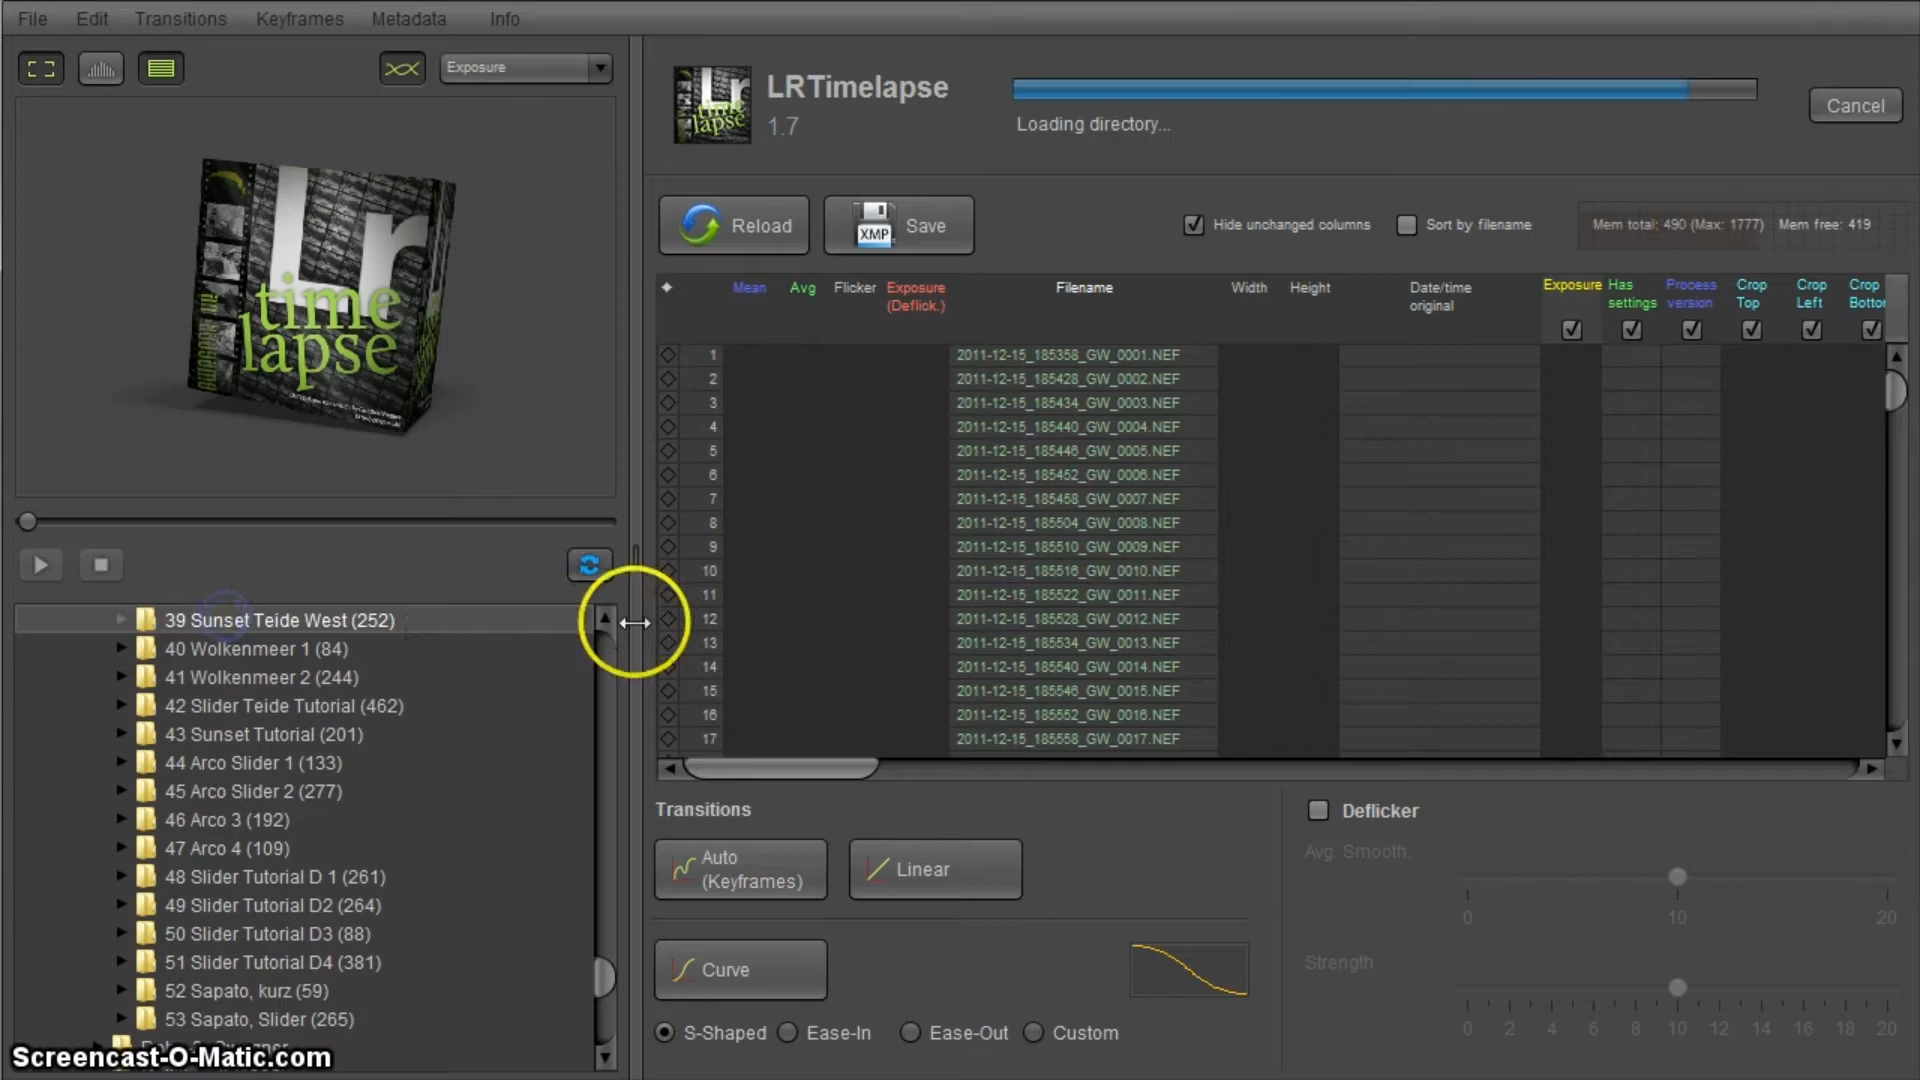 File Edit Transitions Keyframes Metadata Info
Exposure
Lr
time
lapse
LRTimelapse
1.7
Loading directory...
Cancel
Reload
XMP Save
Hide unchanged columns
Sort by filename
Mem total: 490 (Max: 1777) Mem free: 419
Mean Avg Flicker Exposure (Deflick.) Filename Width Height Date/time original Exposure Has settings Process version Crop Top Crop Left Crop Bottom
1 2011-12-15_185358_GW_0001.NEF
2 2011-12-15_185428_GW_0002.NEF
3 2011-12-15_185434_GW_0003.NEF
4 2011-12-15_185440_GW_0004.NEF
5 2011-12-15_185446_GW_0005.NEF
6 2011-12-15_185452_GW_0006.NEF
7 2011-12-15_185458_GW_0007.NEF
8 2011-12-15_185504_GW_0008.NEF
9 2011-12-15_185510_GW_0009.NEF
10 2011-12-15_185516_GW_0010.NEF
11 2011-12-15_185522_GW_0011.NEF
12 2011-12-15_185528_GW_0012.NEF
13 2011-12-15_185534_GW_0013.NEF
14 2011-12-15_185540_GW_0014.NEF
15 2011-12-15_185546_GW_0015.NEF
16 2011-12-15_185552_GW_0016.NEF
17 2011-12-15_185558_GW_0017.NEF
39 Sunset Teide West (252)
40 Wolkenmeer 1 (84)
41 Wolkenmeer 2 (244)
42 Slider Teide Tutorial (462)
43 Sunset Tutorial (201)
44 Arco Slider 1 (133)
45 Arco Slider 2 (277)
46 Arco 3 (192)
47 Arco 4 (109)
48 Slider Tutorial D 1 (261)
49 Slider Tutorial D2 (264)
50 Slider Tutorial D3 (88)
51 Slider Tutorial D4 (381)
52 Sapato, kurz (59)
53 Sapato, Slider (265)
Transitions
Auto
(Keyframes)
Linear
Curve
S-Shaped Ease-In Ease-Out Custom
Deflicker
Avg. Smooth.
0 10 20
Strength
0 2 4 6 8 10 12 14 16 18 20
Screencast-O-Matic.com